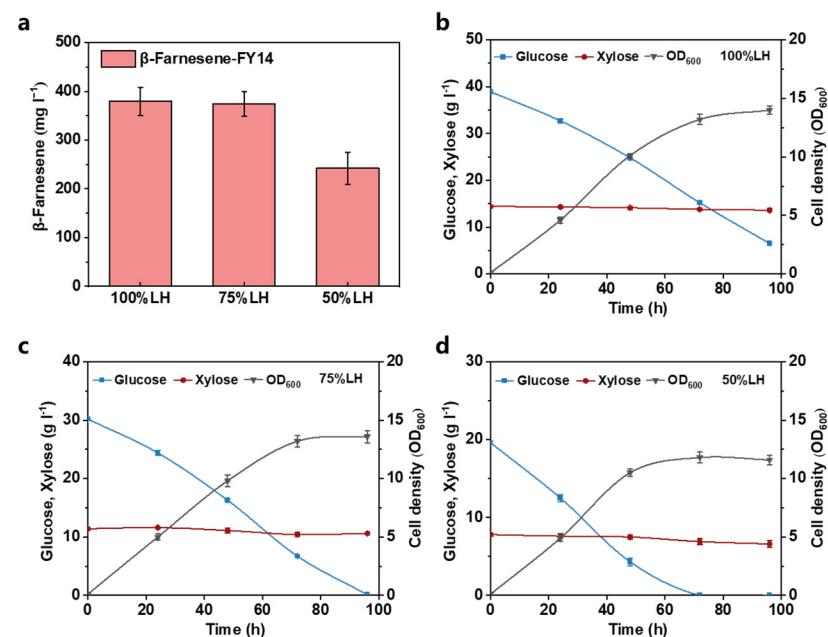 a
500
400
300
200
100
0
β-Farnesene (mg l⁻¹)
β-Farnesene-FY14
100%LH 75%LH 50%LH
b
Glucose Xylose OD₆₀₀ 100%LH
50
40
30
20
10
0
Glucose, Xylose (g l⁻¹)
20
15
10
5
0
Cell density (OD₆₀₀)
0 20 40 60 80 100
Time (h)
c
Glucose Xylose OD₆₀₀ 75%LH
40
30
20
10
0
Glucose, Xylose (g l⁻¹)
20
15
10
5
0
Cell density (OD₆₀₀)
0 20 40 60 80 100
Time (h)
d
Glucose Xylose OD₆₀₀ 50%LH
30
20
10
0
Glucose, Xylose (g l⁻¹)
20
15
10
5
0
Cell density (OD₆₀₀)
0 20 40 60 80 100
Time (h)